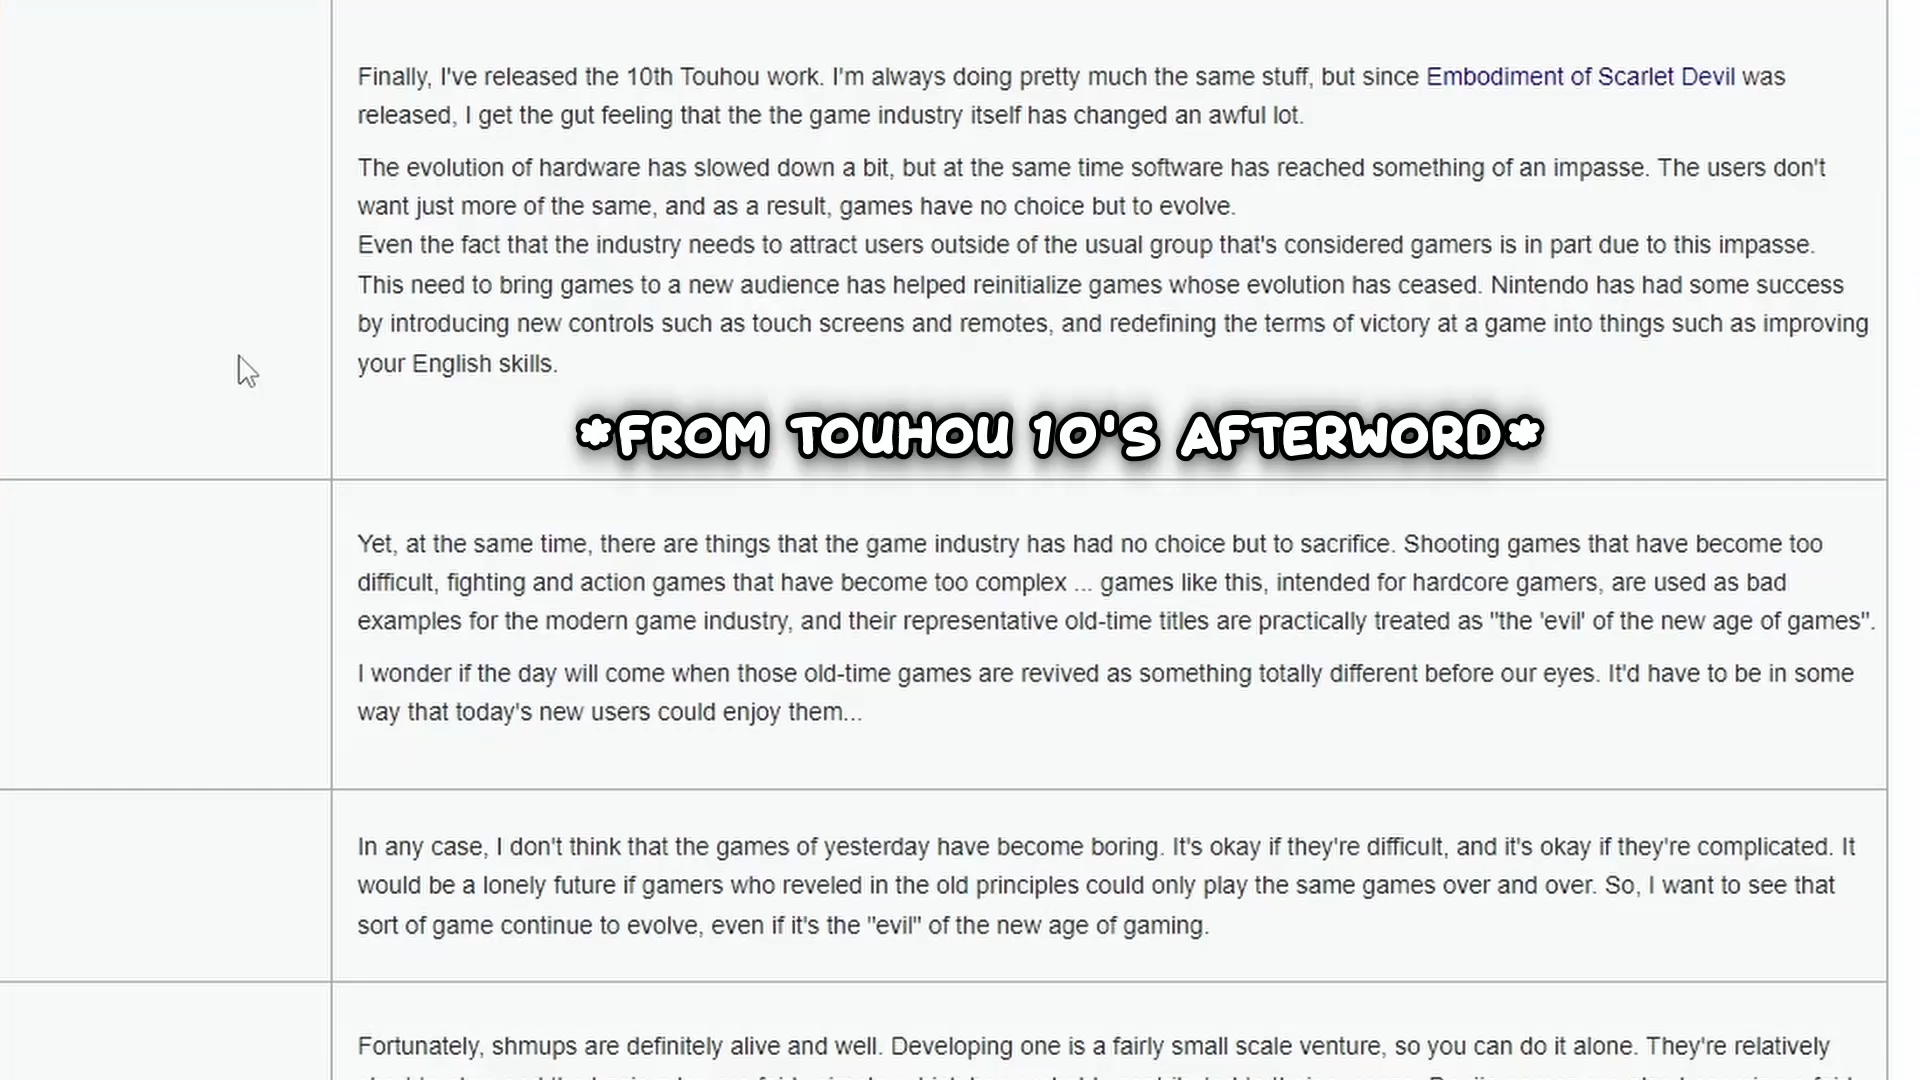 Finally, I've released the 10th Touhou work. I'm always doing pretty much the same stuff, but since Embodiment of Scarlet Devil was
released, I get the gut feeling that the the game industry itself has changed an awful lot.
The evolution of hardware has slowed down a bit, but at the same time software has reached something of an impasse. The users don't
want just more of the same, and as a result, games have no choice but to evolve.
Even the fact that the industry needs to attract users outside of the usual group that's considered gamers is in part due to this impasse.
This need to bring games to a new audience has helped reinitialize games whose evolution has ceased. Nintendo has had some success
by introducing new controls such as touch screens and remotes, and redefining the terms of victory at a game into things such as improving
your English skills.
*FROM TOUHOU 10'S AFTERWORD*
Yet, at the same time, there are things that the game industry has had no choice but to sacrifice. Shooting games that have become too
difficult, fighting and action games that have become too complex ... games like this, intended for hardcore gamers, are used as bad
examples for the modern game industry, and their representative old-time titles are practically treated as "the 'evil' of the new age of games".
I wonder if the day will come when those old-time games are revived as something totally different before our eyes. It'd have to be in some
way that today's new users could enjoy them...
In any case, I don't think that the games of yesterday have become boring. It's okay if they're difficult, and it's okay if they're complicated. It
would be a lonely future if gamers who reveled in the old principles could only play the same games over and over. So, I want to see that
sort of game continue to evolve, even if it's the "evil" of the new age of gaming.
Fortunately, shmups are definitely alive and well. Developing one is a fairly small scale venture, so you can do it alone. They're relatively